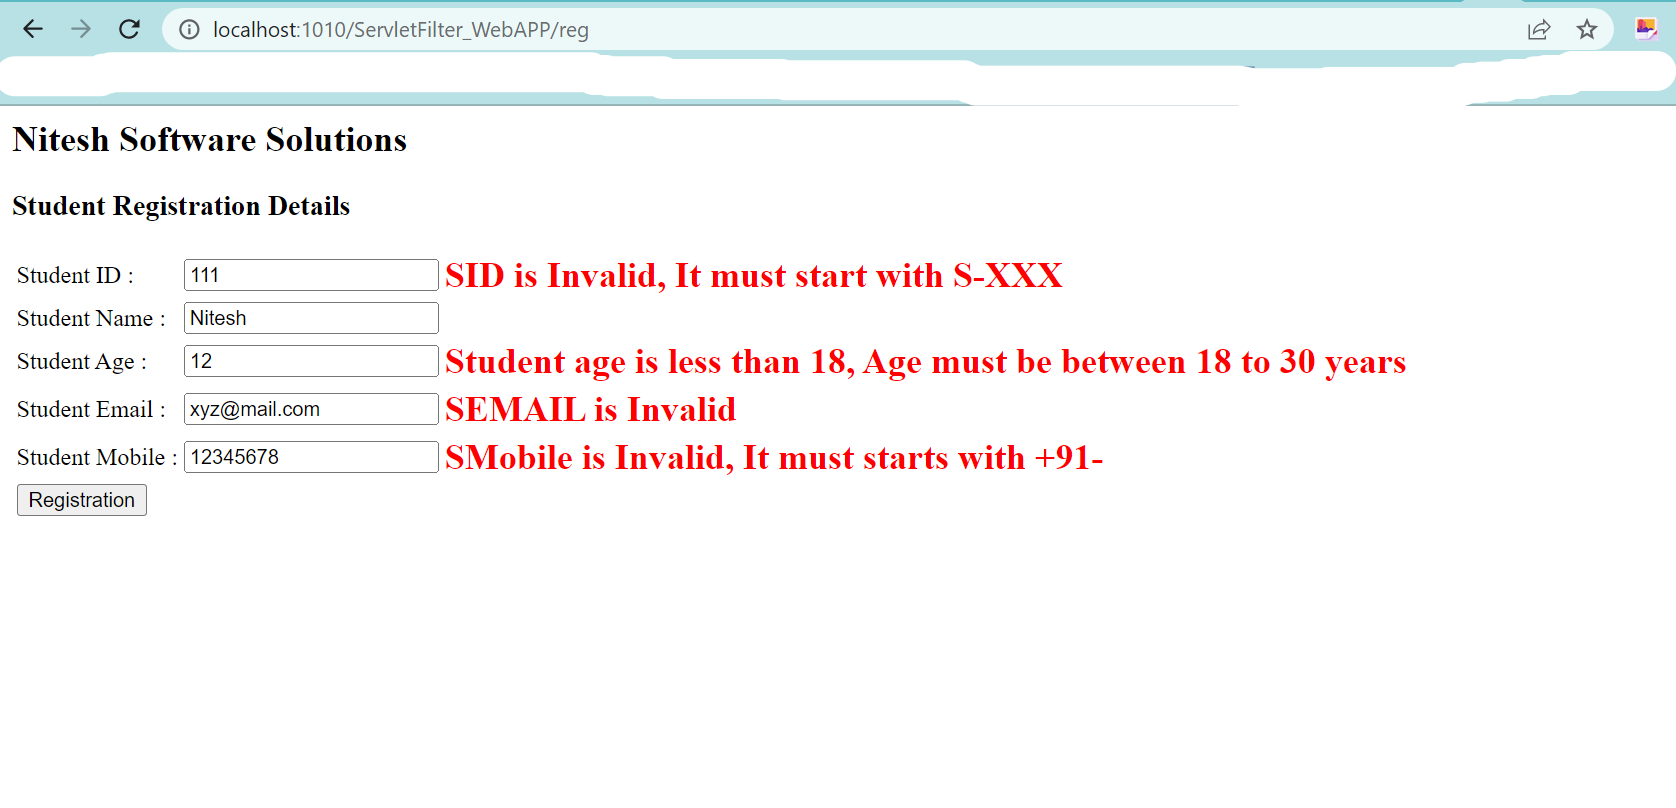 localhost:1010/ServletFilter_WebAPP/reg
Nitesh Software Solutions
Student Registration Details
Student ID : 111 SID is Invalid, It must start with S-XXX
Student Name : Nitesh
Student Age : 12 Student age is less than 18, Age must be between 18 to 30 years
Student Email : xyz@mail.com SEMAIL is Invalid
Student Mobile : 12345678 SMobile is Invalid, It must starts with +91-
Registration